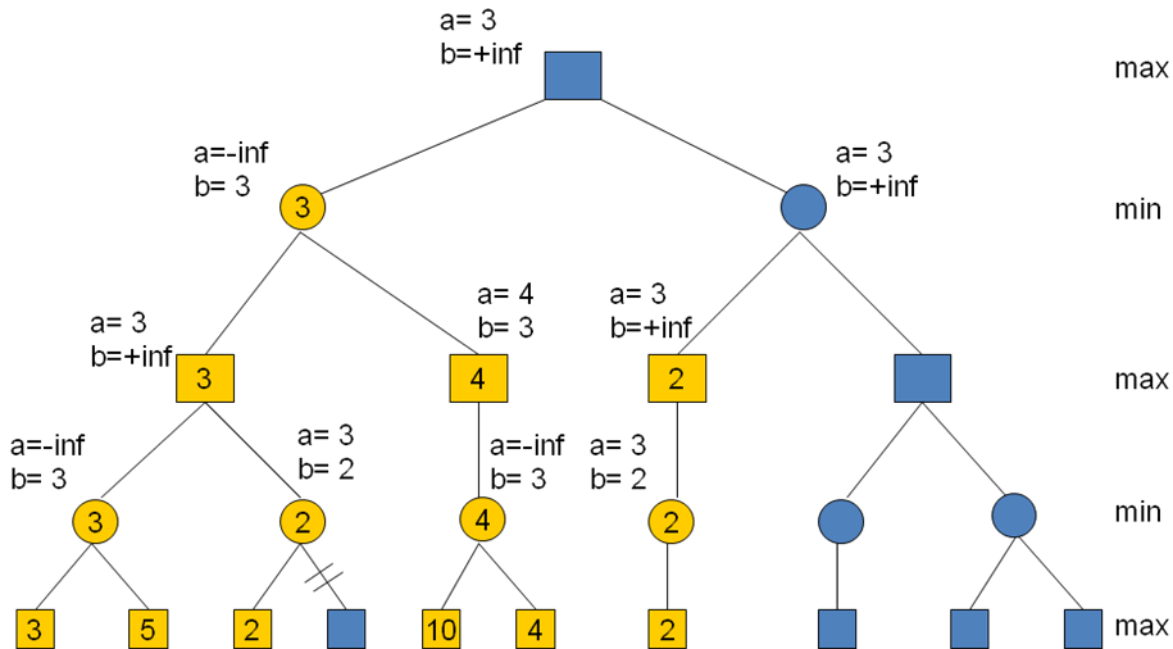 a= 3
b=+inf
max
a=-inf
b= 3
3
a= 3
b=+inf
min
a= 3
b=+inf
3
a= 4
b= 3
4
a= 3
b=+inf
2
max
a=-inf
b= 3
3
a= 3
b= 2
2
a=-inf
b= 3
4
a= 3
b= 2
2
min
3
5
2
10
4
2
max